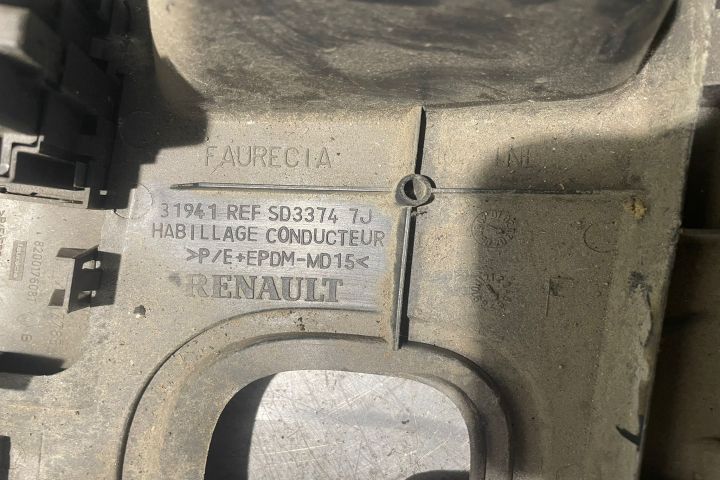 FAURECIA
31941 REF SD3374 7J
HABILLAGE CONDUCTEUR
>P/E+EPDM-MD15<
RENAULT